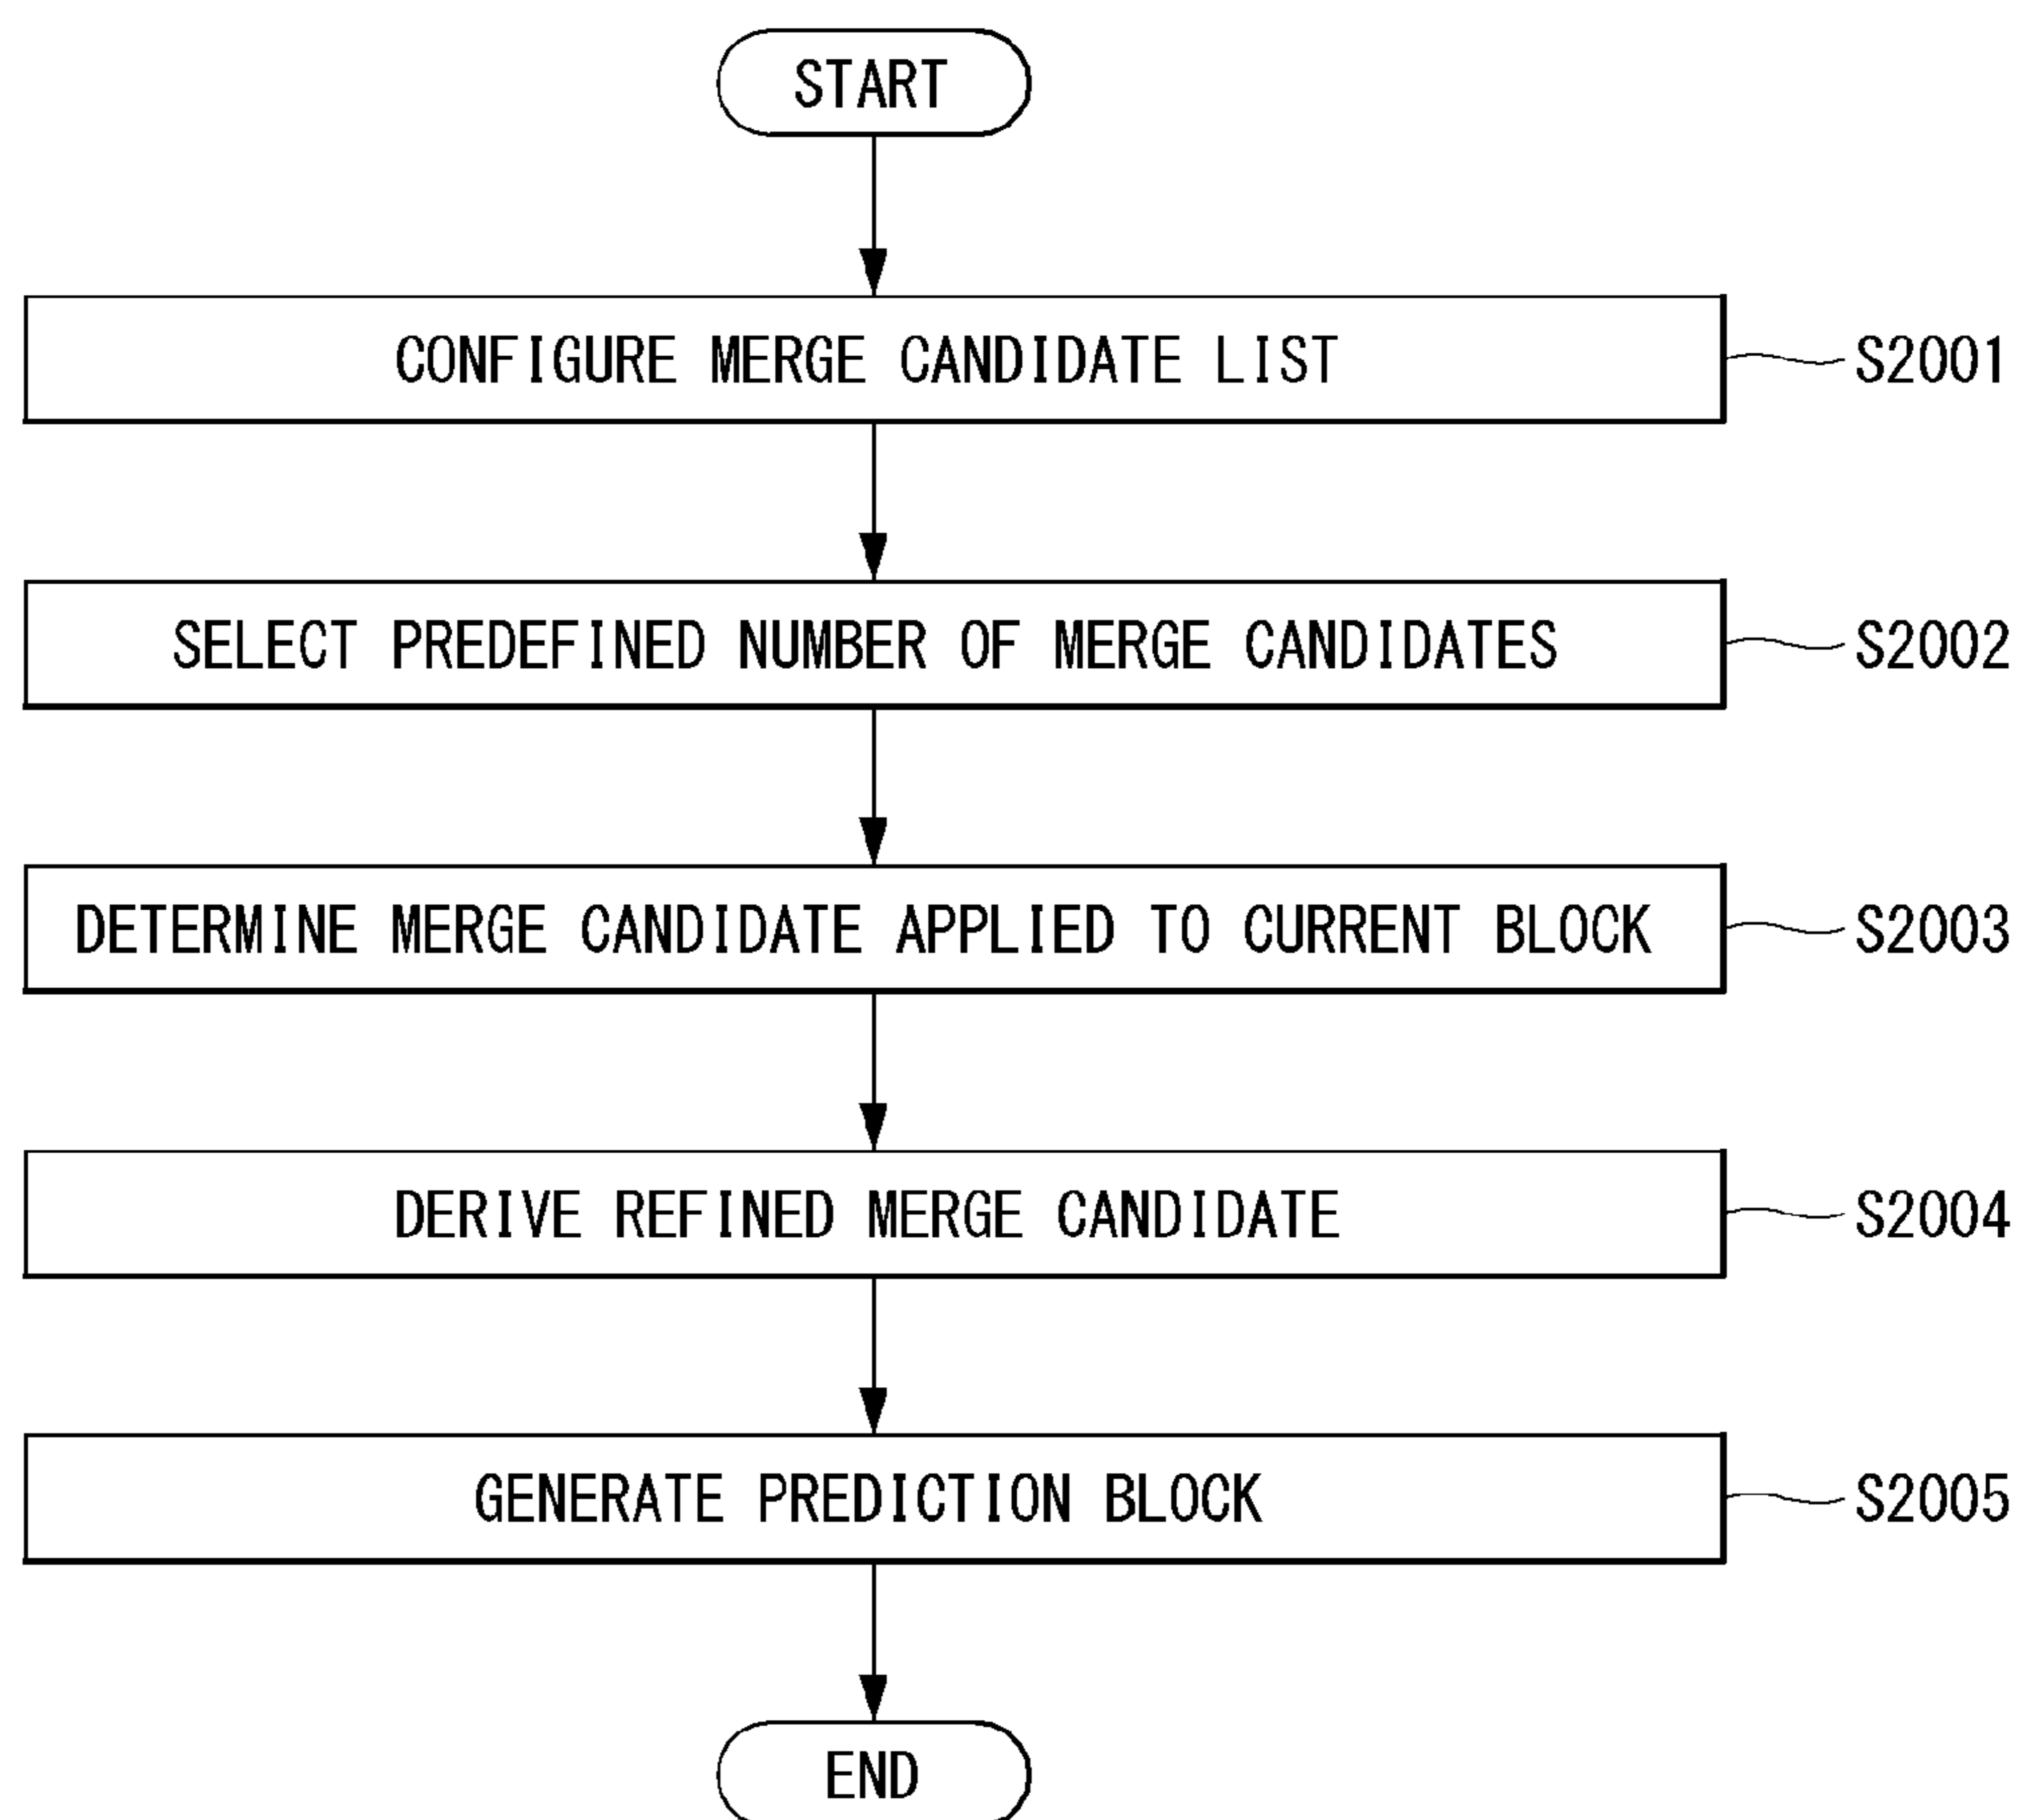 START
CONFIGURE MERGE CANDIDATE LIST
S2001
SELECT PREDEFINED NUMBER OF MERGE CANDIDATES
S2002
DETERMINE MERGE CANDIDATE APPLIED TO CURRENT BLOCK
S2003
DERIVE REFINED MERGE CANDIDATE
S2004
GENERATE PREDICTION BLOCK
S2005
END